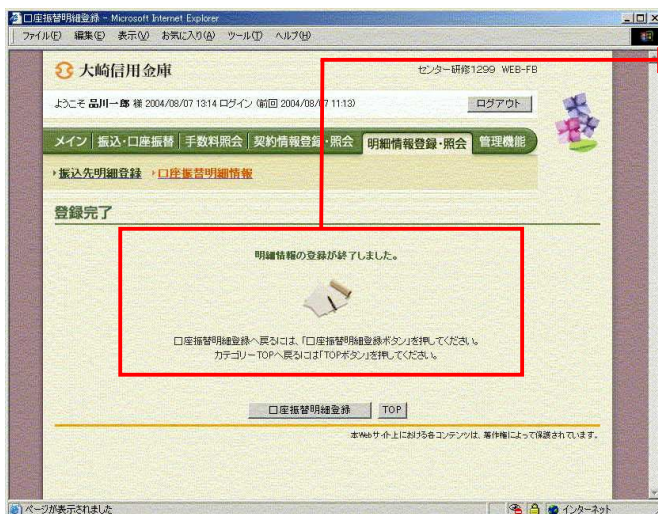 口座振替明細登録 - Microsoft Internet Explorer
ファイル(F) 編集(E) 表示(V) お気に入り(A) ツール(T) ヘルプ(H)
大崎信用金庫
センター研修1299 WEB-FB
ようこそ 品川一郎 様 2004/08/07 13:14 ログイン (前回 2004/08/07 11:13)
ログアウト
メイン 振込・口座振替 手数料照会 契約情報登録・照会 明細情報登録・照会 管理機能
振込先明細登録 口座振替明細情報
登録完了
明細情報の登録が終了しました。
口座振替明細登録へ戻るには、「口座振替明細登録ボタン」を押してください。
カテゴリーTOPへ戻るには「TOPボタン」を押してください。
口座振替明細登録 TOP
本Webサイト上における各コンテンツは、著作権によって保護されています。
ページが表示されました
インターネット